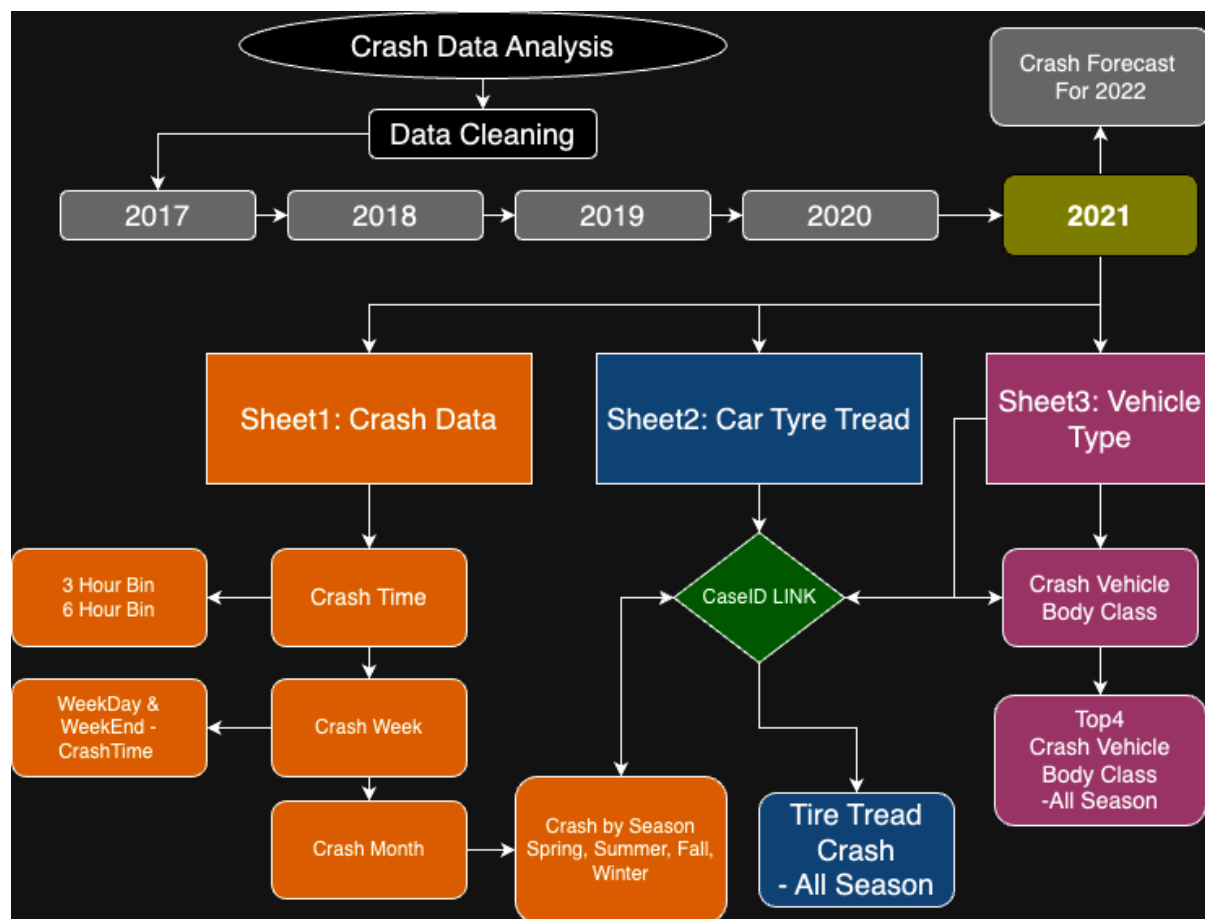 Crash Data Analysis
Crash Forecast
For 2022
Data Cleaning
2017
2018
2019
2020
2021
Sheet1: Crash Data
Sheet2: Car Tyre Tread
Sheet3: Vehicle
Type
3 Hour Bin
6 Hour Bin
Crash Time
CaseID LINK
Crash Vehicle
Body Class
WeekDay &
WeekEnd -
CrashTime
Crash Week
Top4
Crash Vehicle
Body Class
-All Season
Crash Month
Crash by Season
Spring, Summer, Fall,
Winter
Tire Tread
Crash
- All Season